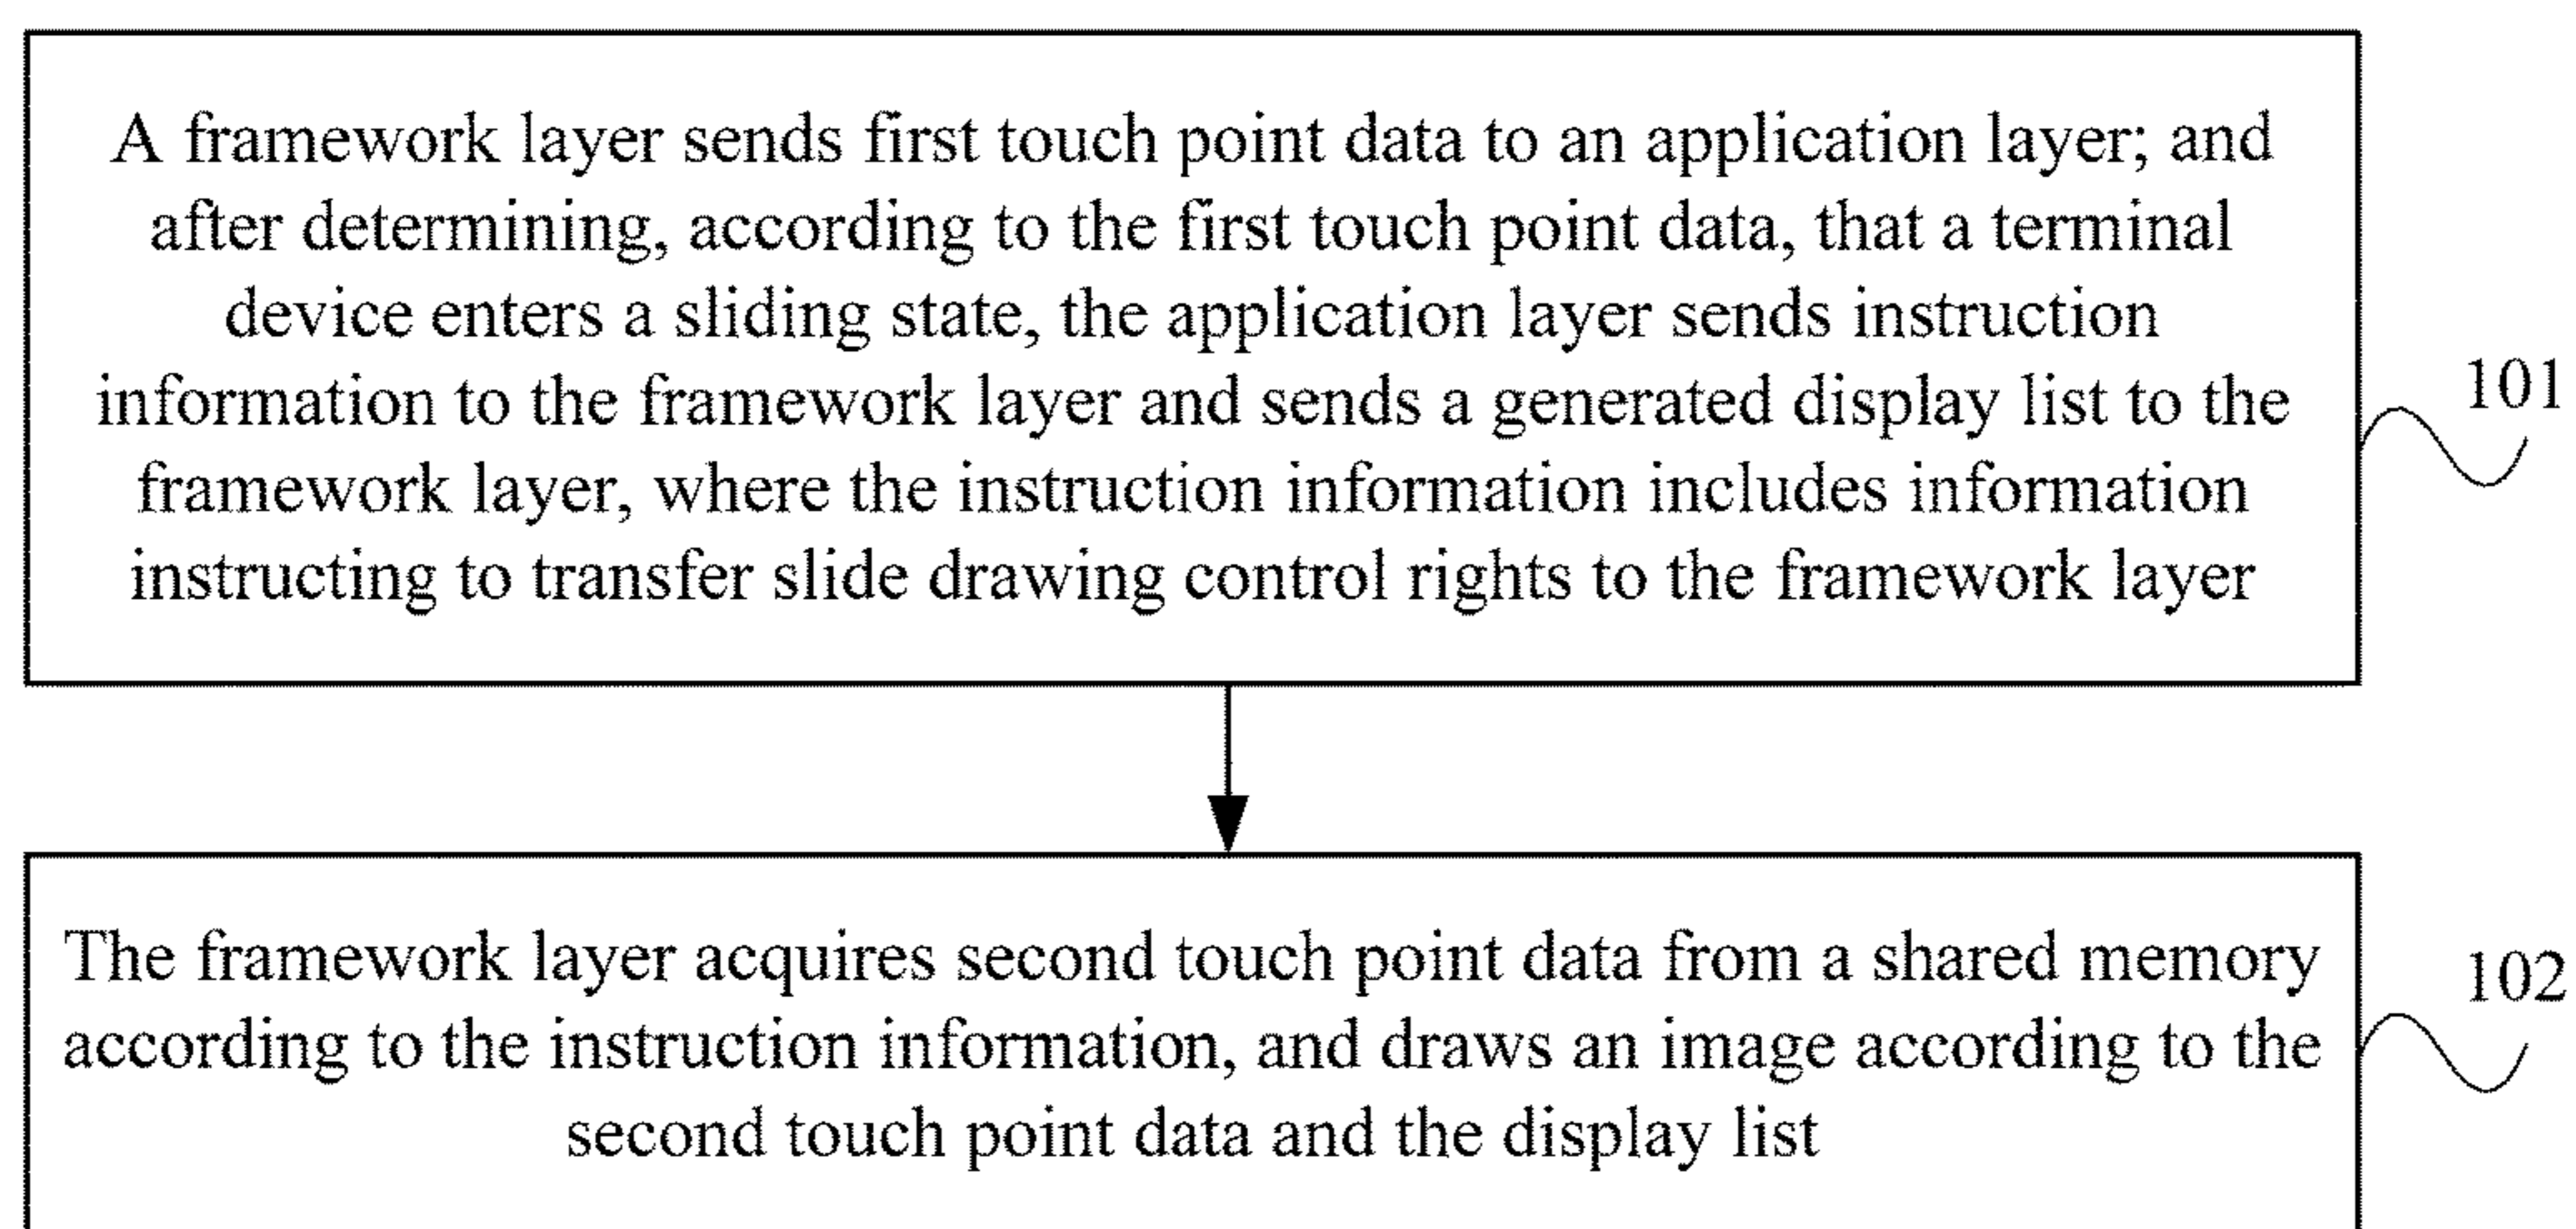 A framework layer sends first touch point data to an application layer; and
after determining, according to the first touch point data, that a terminal
device enters a sliding state, the application layer sends instruction
information to the framework layer and sends a generated display list to the
framework layer, where the instruction information includes information
instructing to transfer slide drawing control rights to the framework layer
101
The framework layer acquires second touch point data from a shared memory
according to the instruction information, and draws an image according to the
second touch point data and the display list
102